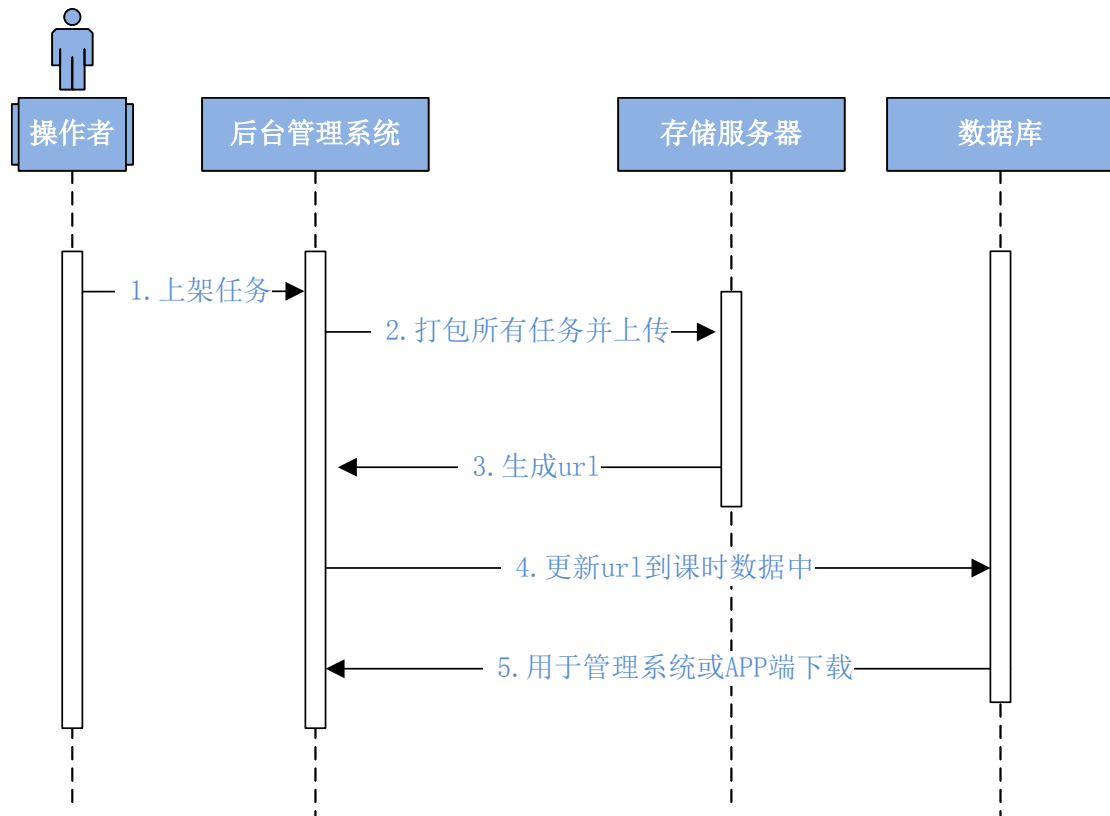 操作者
后台管理系统
存储服务器
数据库
1.上架任务
2.打包所有任务并上传
3.生成url
4.更新url到课时数据中
5.用于管理系统或APP端下载